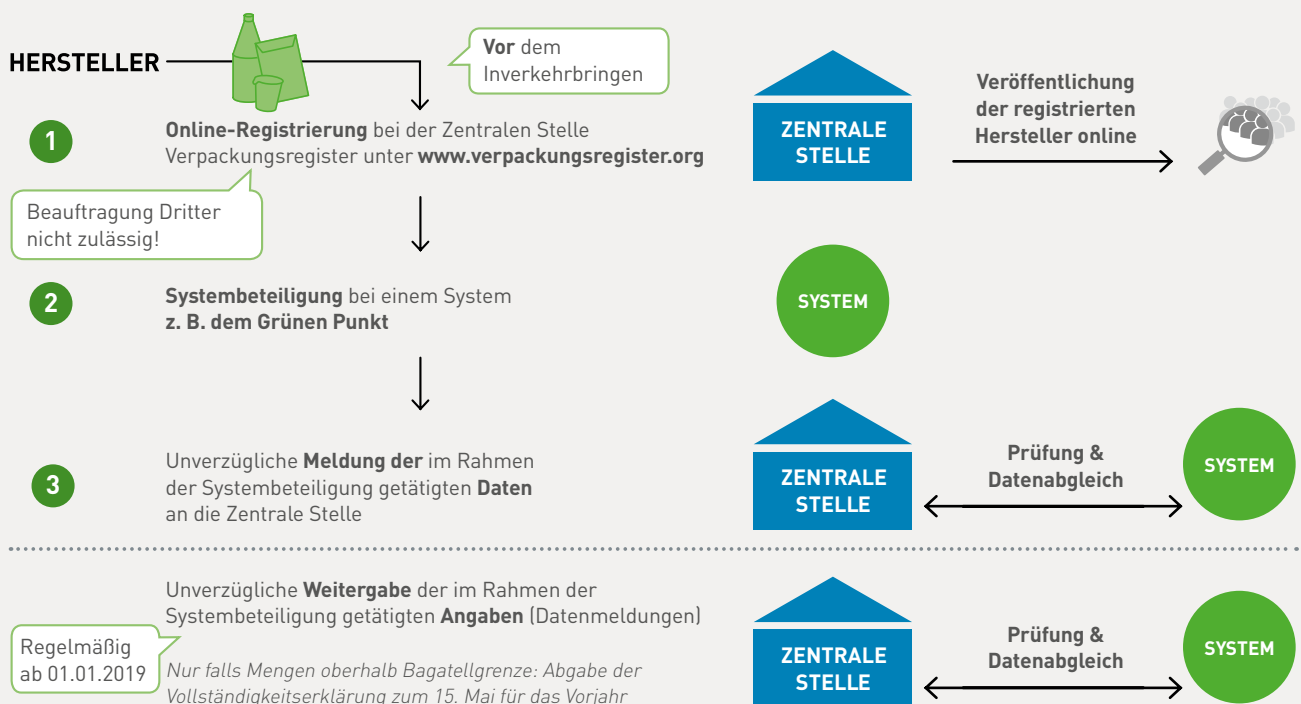 HERSTELLER
Vor dem
Inverkehrbringen
1
Online-Registrierung bei der Zentralen Stelle
Verpackungsregister unter www.verpackungsregister.org
Beauftragung Dritter
nicht zulässig!
ZENTRALE
STELLE
Veröffentlichung
der registrierten
Hersteller online
2
Systembeteiligung bei einem System
z. B. dem Grünen Punkt
SYSTEM
3
Unverzügliche Meldung der im Rahmen
der Systembeteiligung getätigten Daten
an die Zentrale Stelle
ZENTRALE
STELLE
Prüfung &
Datenabgleich
SYSTEM
Unverzügliche Weitergabe der im Rahmen der
Systembeteiligung getätigten Angaben (Datenmeldungen)
Regelmäßig
ab 01.01.2019
Nur falls Mengen oberhalb Bagatellgrenze: Abgabe der
Vollständigkeitserklärung zum 15. Mai für das Vorjahr
ZENTRALE
STELLE
Prüfung &
Datenabgleich
SYSTEM